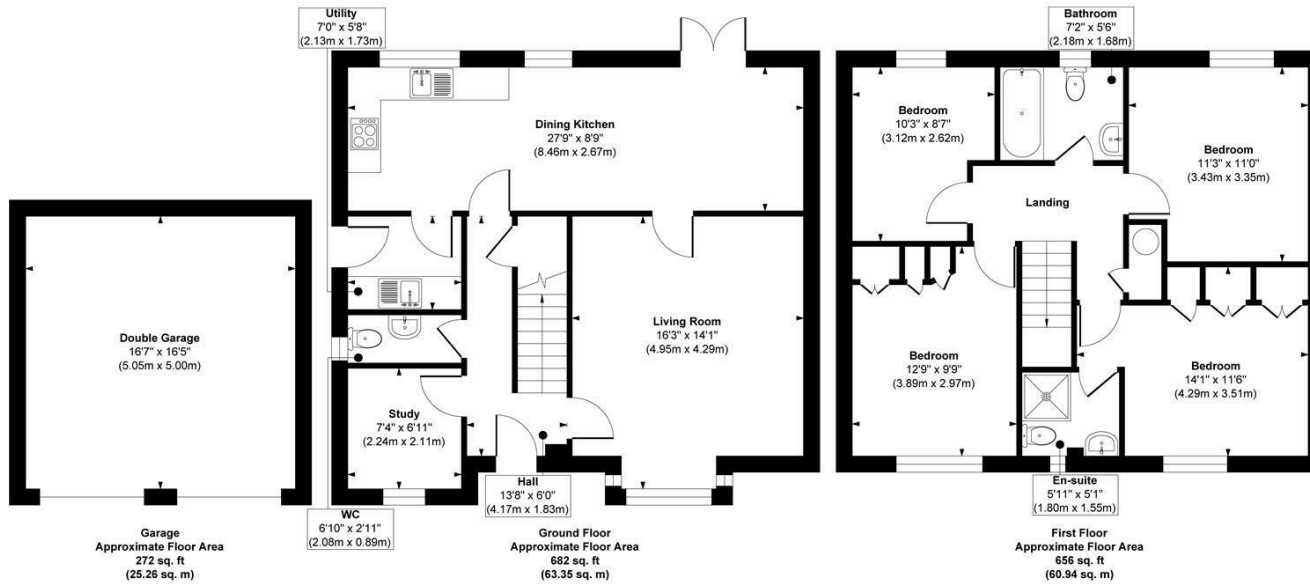 Utility
7'0" x 5'8"
(2.13m x 1.73m)
Dining Kitchen
27'9" x 8'9"
(8.46m x 2.67m)
Double Garage
16'7" x 16'5"
(5.05m x 5.00m)
Living Room
16'3" x 14'1"
(4.95m x 4.29m)
Study
7'4" x 6'11"
(2.24m x 2.11m)
Hall
13'8" x 6'0"
(4.17m x 1.83m)
WC
6'10" x 2'11"
(2.08m x 0.89m)
Garage
Approximate Floor Area
272 sq. ft
(25.26 sq. m)
Ground Floor
Approximate Floor Area
682 sq. ft
(63.35 sq. m)
Bathroom
7'2" x 5'6"
(2.18m x 1.68m)
Bedroom
10'3" x 8'7"
(3.12m x 2.62m)
Bedroom
11'3" x 11'0"
(3.43m x 3.35m)
Landing
Bedroom
12'9" x 9'9"
(3.89m x 2.97m)
Bedroom
14'1" x 11'6"
(4.29m x 3.51m)
En-suite
5'11" x 5'1"
(1.80m x 1.55m)
First Floor
Approximate Floor Area
656 sq. ft
(60.94 sq. m)